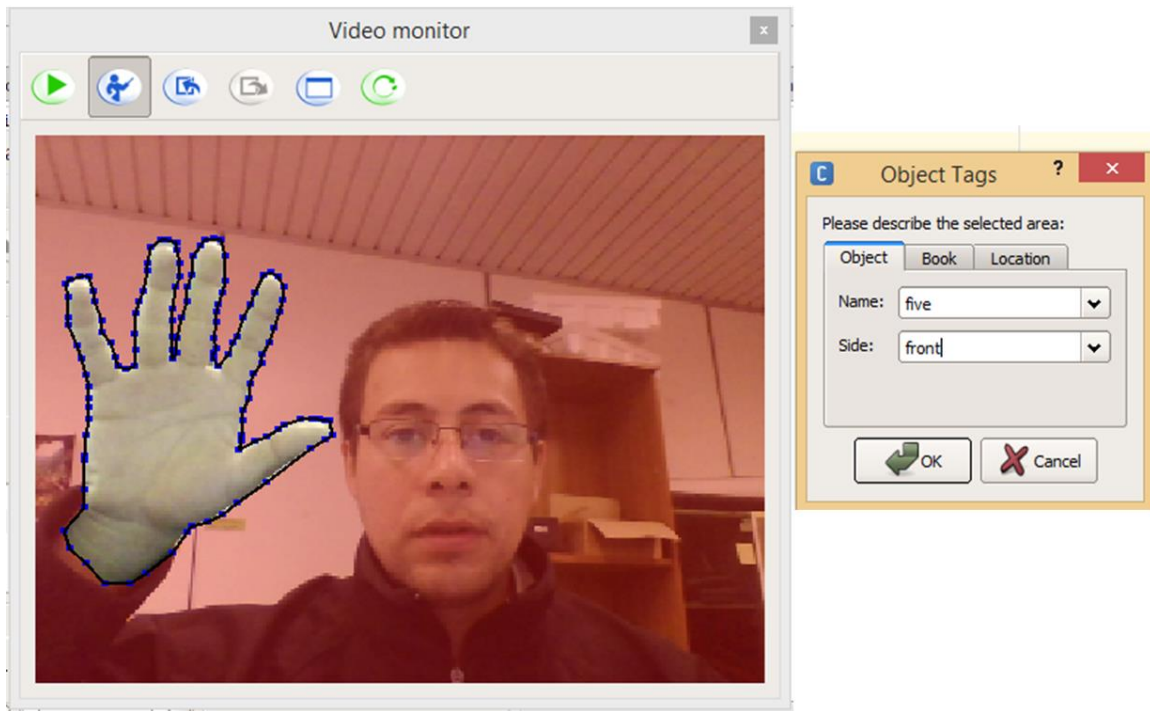 Video monitor
x
C Object Tags ? ×
Please describe the selected area:
Object Book Location
Name: five
Side: front
OK Cancel